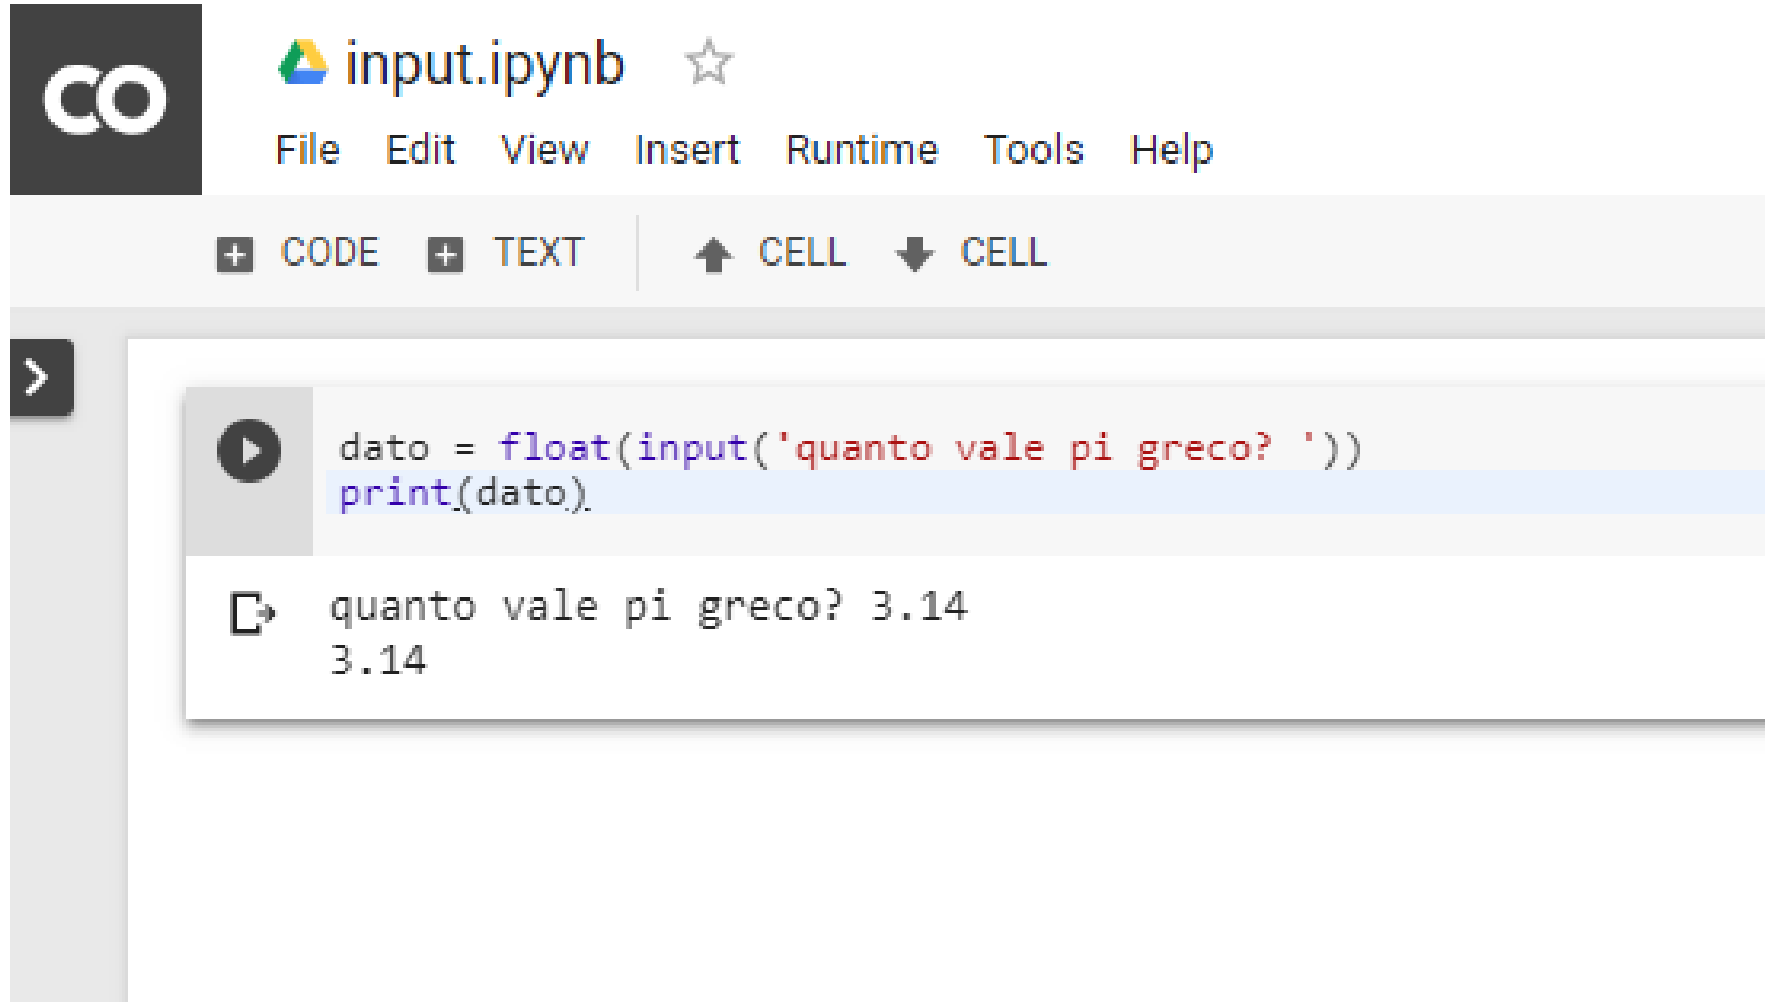 CO
input.ipynb
File Edit View Insert Runtime Tools Help
CODE TEXT CELL CELL
dato = float(input('quanto vale pi greco? '))
print(dato)
quanto vale pi greco? 3.14
3.14